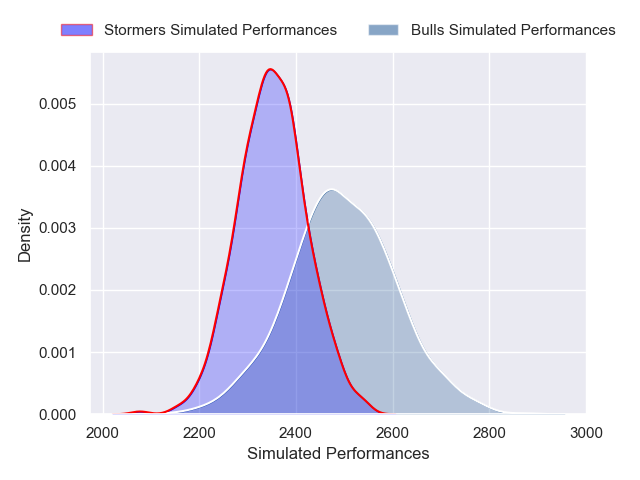 Stormers Simulated Performances Bulls Simulated Performances
0.005
0.004
0.003
0.002
0.001
0.000
Density
2000 2200 2400 2600 2800 3000
Simulated Performances